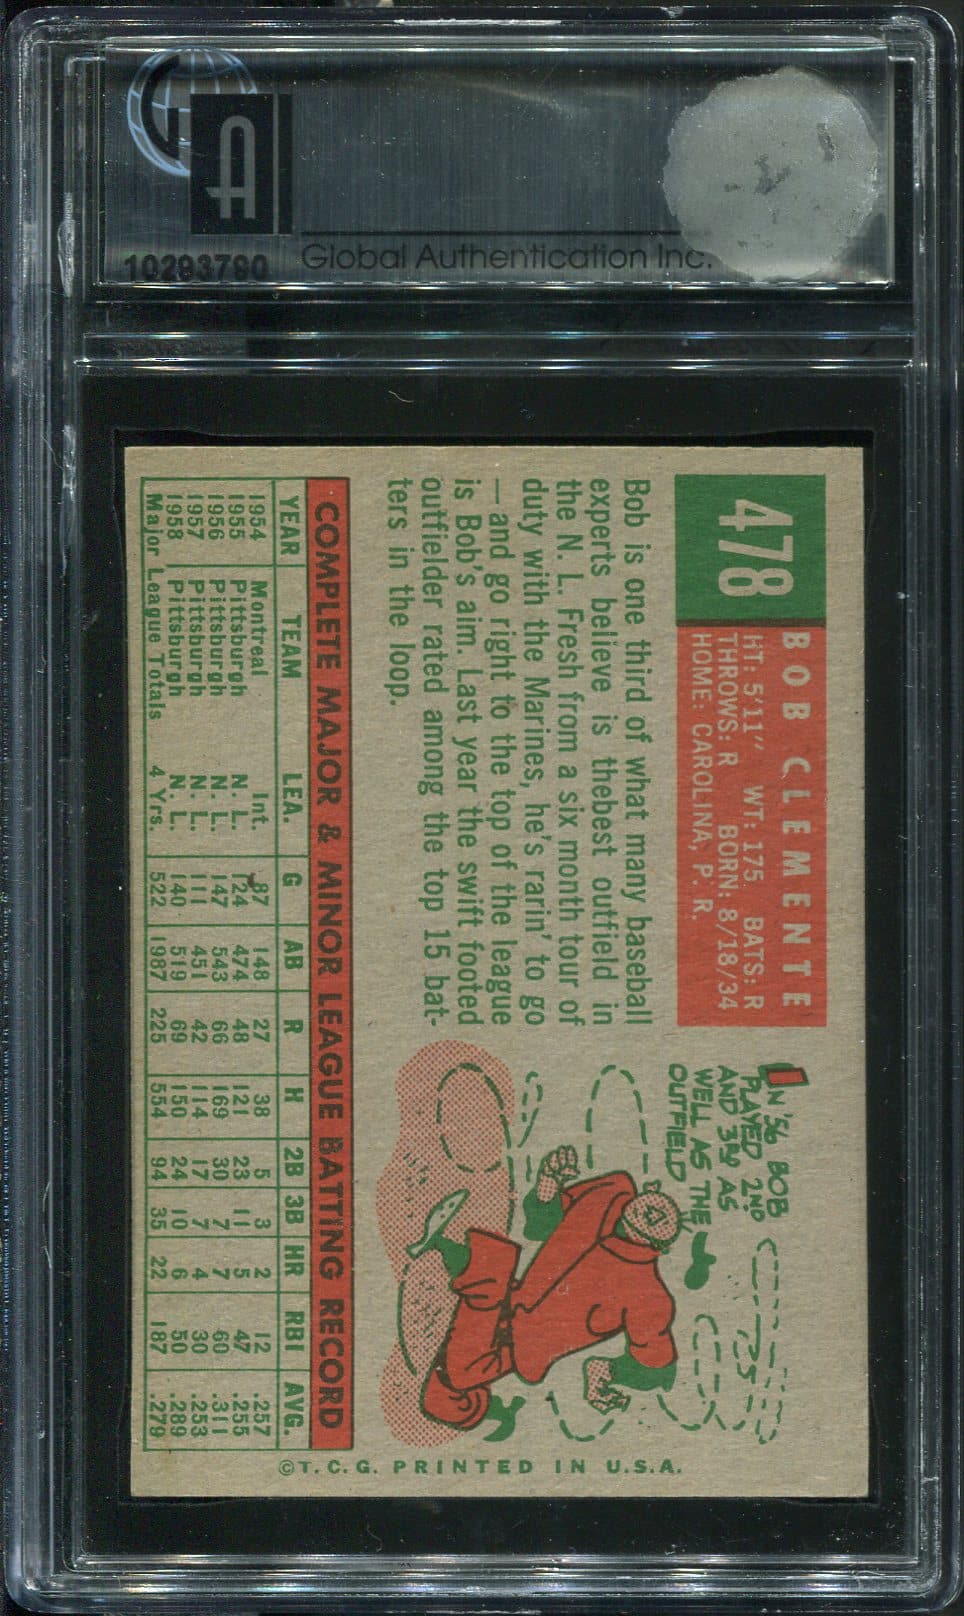 A
10293790
Global Authentication Inc.
478
BOB CLEMENTE
HT: 5'11" WT: 175 BATS: R
THROWS: R BORN: 8/18/34
HOME: CAROLINA, P. R.
Bob is one third of what many baseball
experts believe is thebest outfield in
the N. L. Fresh from a six month tour of
duty with the Marines, he's rarin' to go
—and go right to the top of the league
is Bob's aim. Last year the swift footed
outfielder rated among the top 15 bat-
ters in the loop.
IN '56 BOB
PLAYED 2ND
AND 3RD AS
WELL AS THE
OUTFIELD
COMPLETE MAJOR & MINOR LEAGUE BATTING RECORD
YEAR TEAM LEA. G AB R H 2B 3B HR RBI AVG.
1954 Montreal Int. 87 148 27 38 5 3 2 12 .257
1955 Pittsburgh N. L. 124 474 48 121 23 11 5 47 .255
1956 Pittsburgh N. L. 147 543 66 169 30 7 7 60 .311
1957 Pittsburgh N. L. 111 451 42 114 17 7 4 30 .253
1958 Pittsburgh N. L. 140 519 69 150 24 10 6 50 .289
Major League Totals 4 Yrs. 522 1987 225 554 94 35 22 187 .279
©T. C. G. PRINTED IN U.S.A.